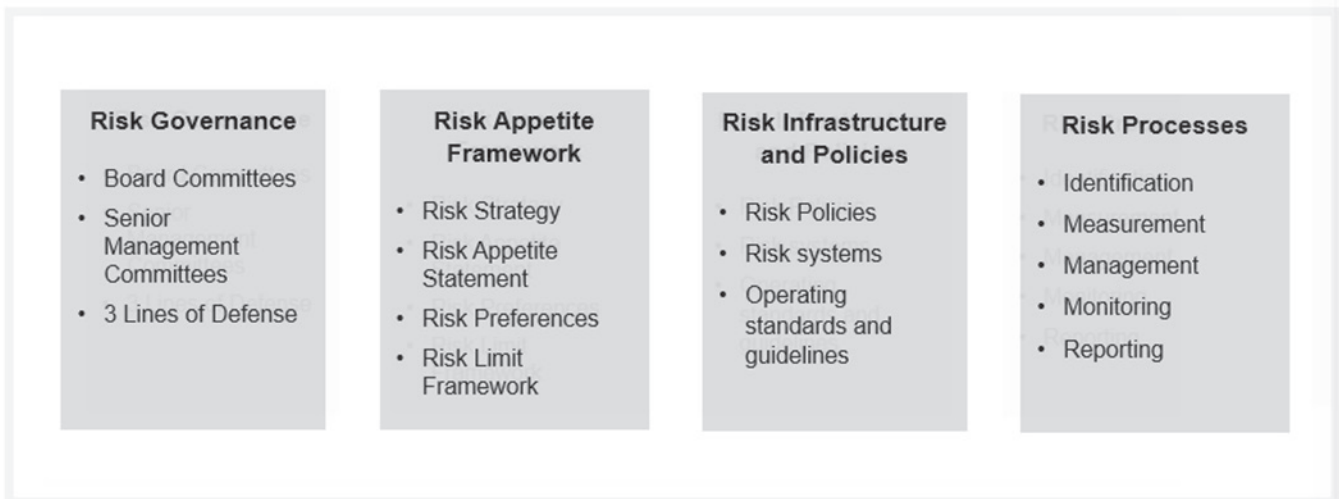 Risk Governance
• Board Committees
• Senior
Management
Committees
• 3 Lines of Defense
Risk Appetite
Framework
• Risk Strategy
• Risk Appetite
Statement
• Risk Preferences
• Risk Limit
Framework
Risk Infrastructure
and Policies
• Risk Policies
• Risk systems
• Operating
standards and
guidelines
Risk Processes
• Identification
• Measurement
• Management
• Monitoring
• Reporting